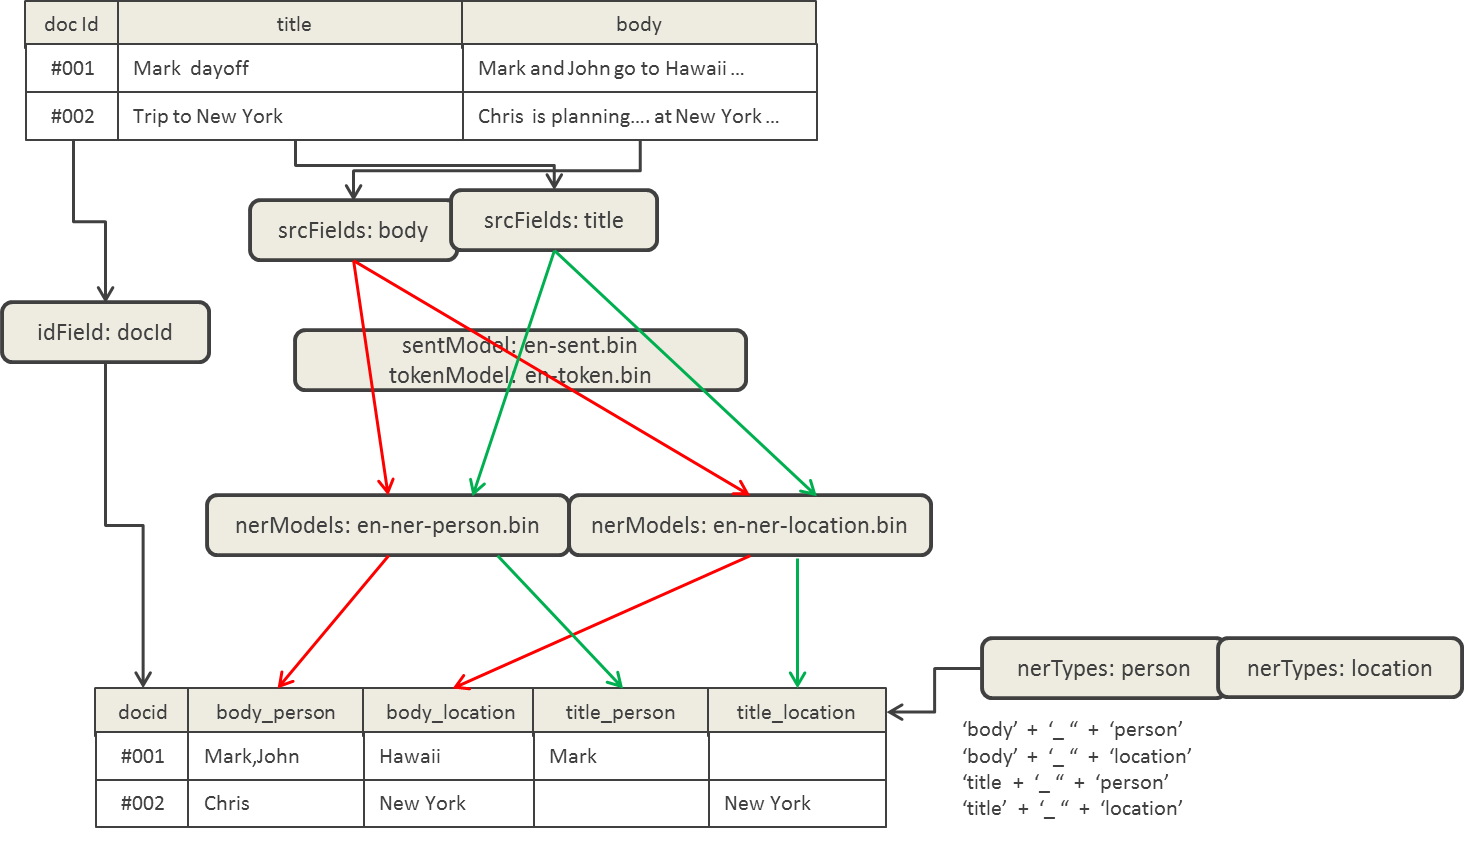 doc Id title body
#001 Mark dayoff Mark and John go to Hawaii ...
#002 Trip to New York Chris is planning.... at New York ...
srcFields: body srcFields: title
idField: docId
sentModel: en-sent.bin
tokenModel: en-token.bin
nerModels: en-ner-person.bin nerModels: en-ner-location.bin
nerTypes: person nerTypes: location
docid body_person body_location title_person title_location
#001 Mark,John Hawaii Mark
#002 Chris New York New York
‘body’ + ‘_ “ + ‘person’
‘body’ + ‘_ “ + ‘location’
‘title + ‘_ “ + ‘person’
‘title’ + ‘_ “ + ‘location’